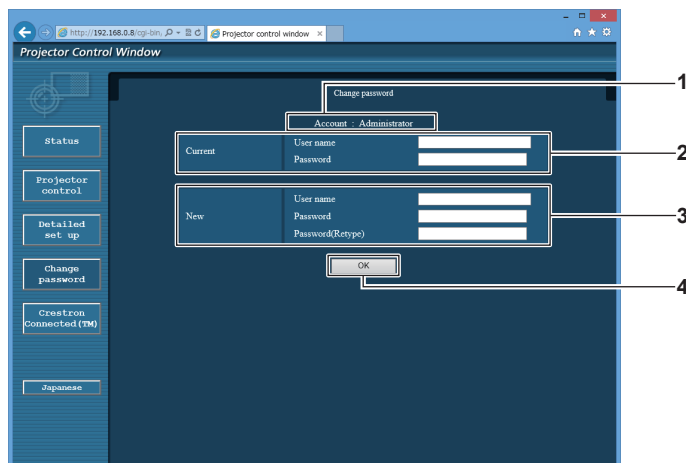 http://192.168.0.8/cgi-bin,
Projector control window
Projector Control Window
Change password
1
Account : Administrator
Current
User name
Password
2
New
User name
Password
Password(Retype)
3
OK
4
Status
Projector
control
Detailed
set up
Change
password
Crestron
Connected(TM)
Japanese